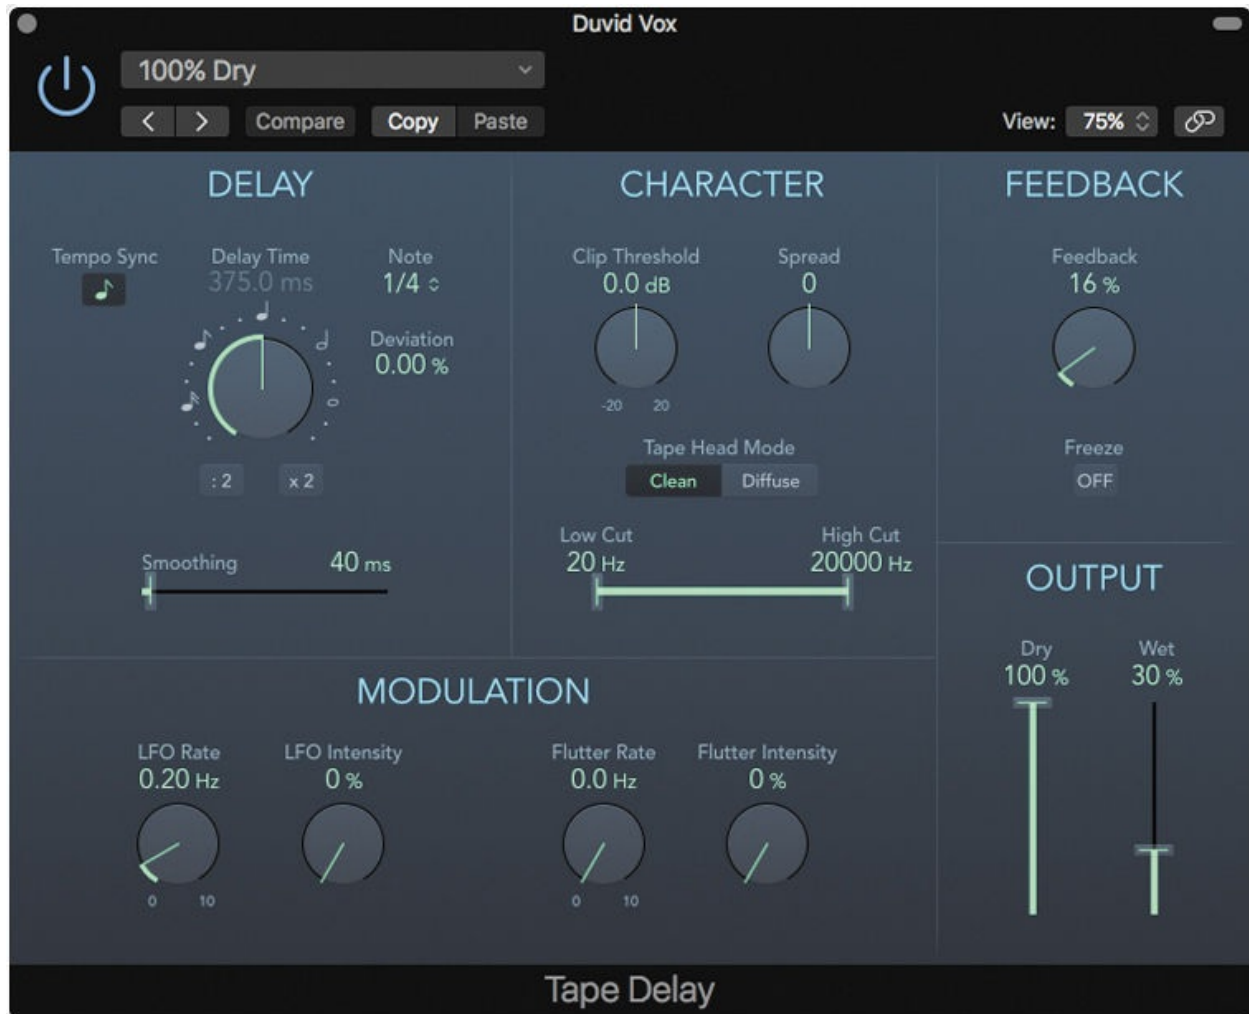 Duvid Vox
100% Dry
Compare Copy Paste
View: 75%
DELAY
Tempo Sync
Delay Time
375.0 ms
Note
1/4
Deviation
0.00 %
: 2
x 2
Smoothing 40 ms
CHARACTER
Clip Threshold
0.0 dB
-20 20
Spread
0
Tape Head Mode
Clean Diffuse
Low Cut
20 Hz
High Cut
20000 Hz
FEEDBACK
Feedback
16 %
Freeze
OFF
MODULATION
LFO Rate
0.20 Hz
0 10
LFO Intensity
0 %
Flutter Rate
0.0 Hz
0 10
Flutter Intensity
0 %
OUTPUT
Dry
100 %
Wet
30 %
Tape Delay